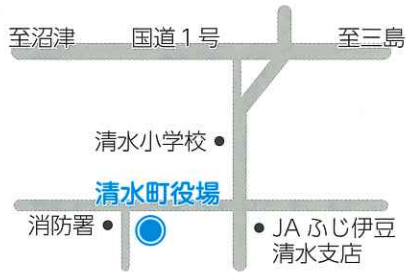 至沼津 国道1号 至三島
清水小学校
清水町役場
消防署
JA ふじ伊豆
清水支店